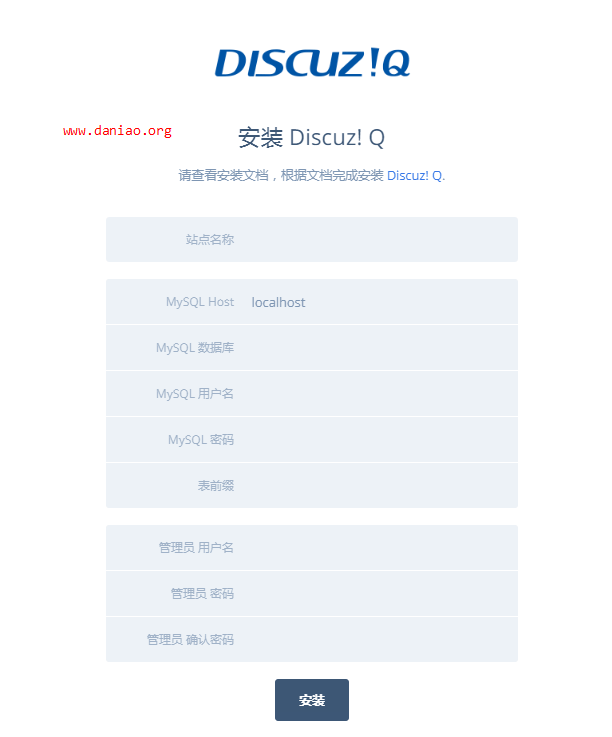 DISCUZ!Q
www.daniao.org
安装 Discuz! Q
请查看安装文档，根据文档完成安装 Discuz! Q.
站点名称
MySQL Host localhost
MySQL 数据库
MySQL 用户名
MySQL 密码
表前缀
管理员 用户名
管理员 密码
管理员 确认密码
安装